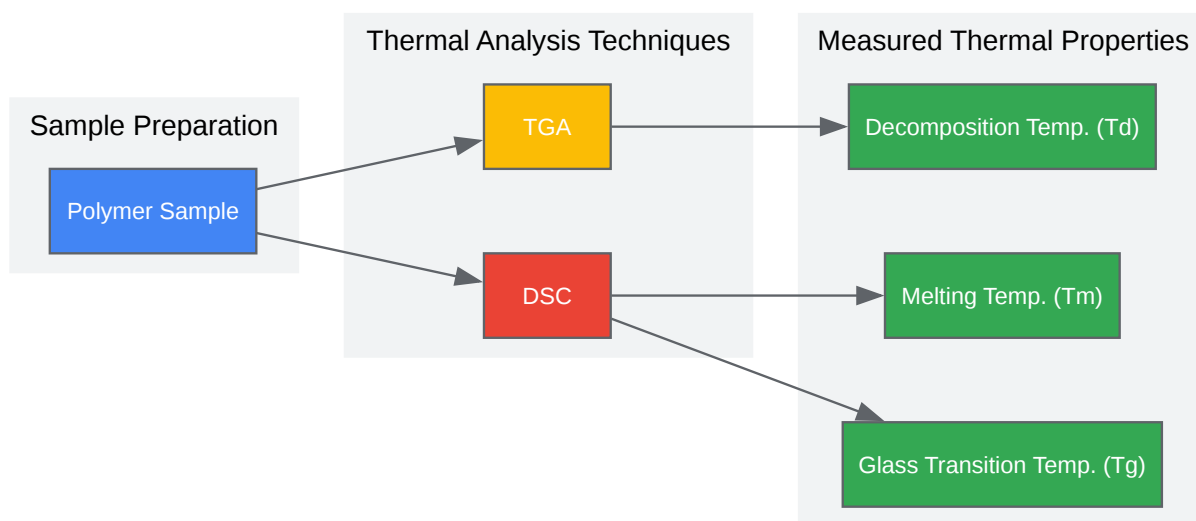 Sample Preparation
Polymer Sample
Thermal Analysis Techniques
TGA
DSC
Measured Thermal Properties
Decomposition Temp. (Td)
Melting Temp. (Tm)
Glass Transition Temp. (Tg)